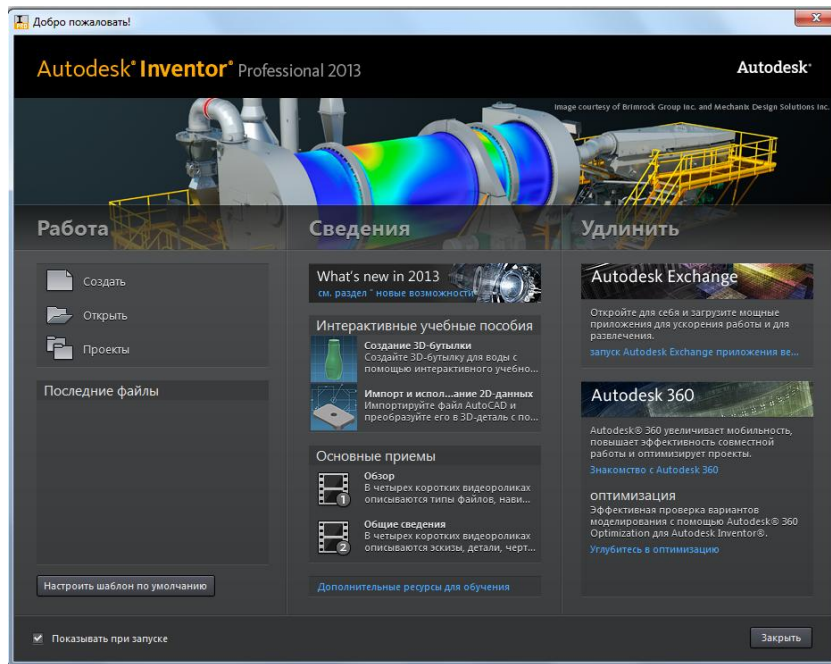 Добро пожаловать!
Autodesk® Inventor® Professional 2013
Autodesk®
Image courtesy of Brimrock Group Inc. and Mechanix Design Solutions Inc.
Работа
Создать
Открыть
Проекты
Последние файлы
Настроить шаблон по умолчанию
Показывать при запуске
Сведения
What's new in 2013
см. раздел " новые возможности
Интерактивные учебные пособия
Создание 3D-бутылки
Создайте 3D-бутылку для воды с
помощью интерактивного учебно...
Импорт и испол...ание 2D-данных
Импортируйте файл AutoCAD и
преобразуйте его в 3D-деталь с по...
Основные приемы
1
Обзор
В четырех коротких видеороликах
описываются типы файлов, нави...
2
Общие сведения
В четырех коротких видеороликах
описываются эскизы, детали, черт...
Дополнительные ресурсы для обучения
Удлинить
Autodesk Exchange
Откройте для себя и загрузите мощные
приложения для ускорения работы и для
развлечения.
запуск Autodesk Exchange приложения ве...
Autodesk 360
Autodesk® 360 увеличивает мобильность,
повышает эффективность совместной
работы и оптимизирует проекты.
Знакомство с Autodesk 360
оптимизация
Эффективная проверка вариантов
моделирования с помощью Autodesk® 360
Optimization для Autodesk Inventor®.
Углубитесь в оптимизацию
Закрыть